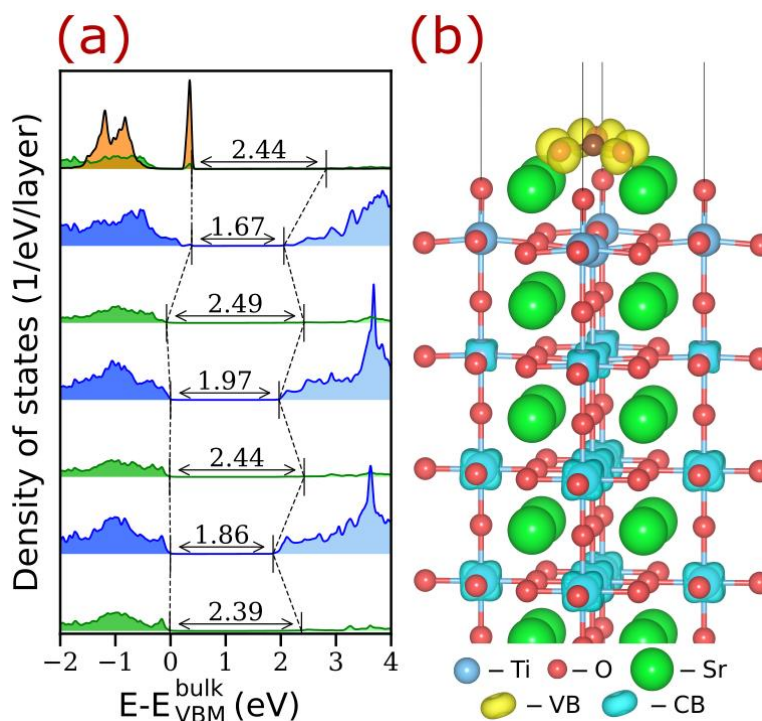 (a)
(b)
Density of states (1/eV/layer)
2.44
1.67
2.49
1.97
2.44
1.86
2.39
−2 −1 0 1 2 3 4
E-E_VBM^bulk (eV)
– Ti – O – Sr
– VB – CB